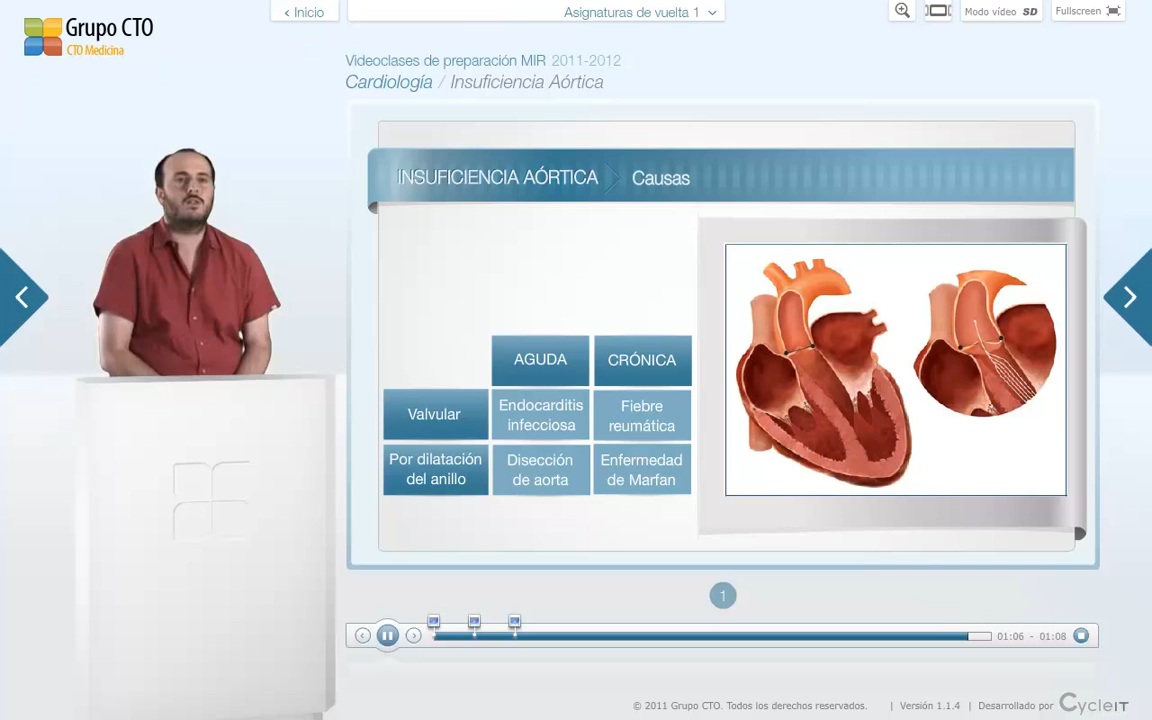 Grupo CTO
CTO Medicina
‹ Inicio
Asignaturas de vuelta 1
Modo vídeo SD
Fullscreen
Videoclases de preparación MIR 2011-2012
Cardiología / Insuficiencia Aórtica
INSUFICIENCIA AÓRTICA
Causas
AGUDA
CRÓNICA
Valvular
Endocarditis
infecciosa
Fiebre
reumática
Por dilatación
del anillo
Disección
de aorta
Enfermedad
de Marfan
1
01:06 - 01:08
© 2011 Grupo CTO. Todos los derechos reservados. | Versión 1.1.4 | Desarrollado por CycleIT